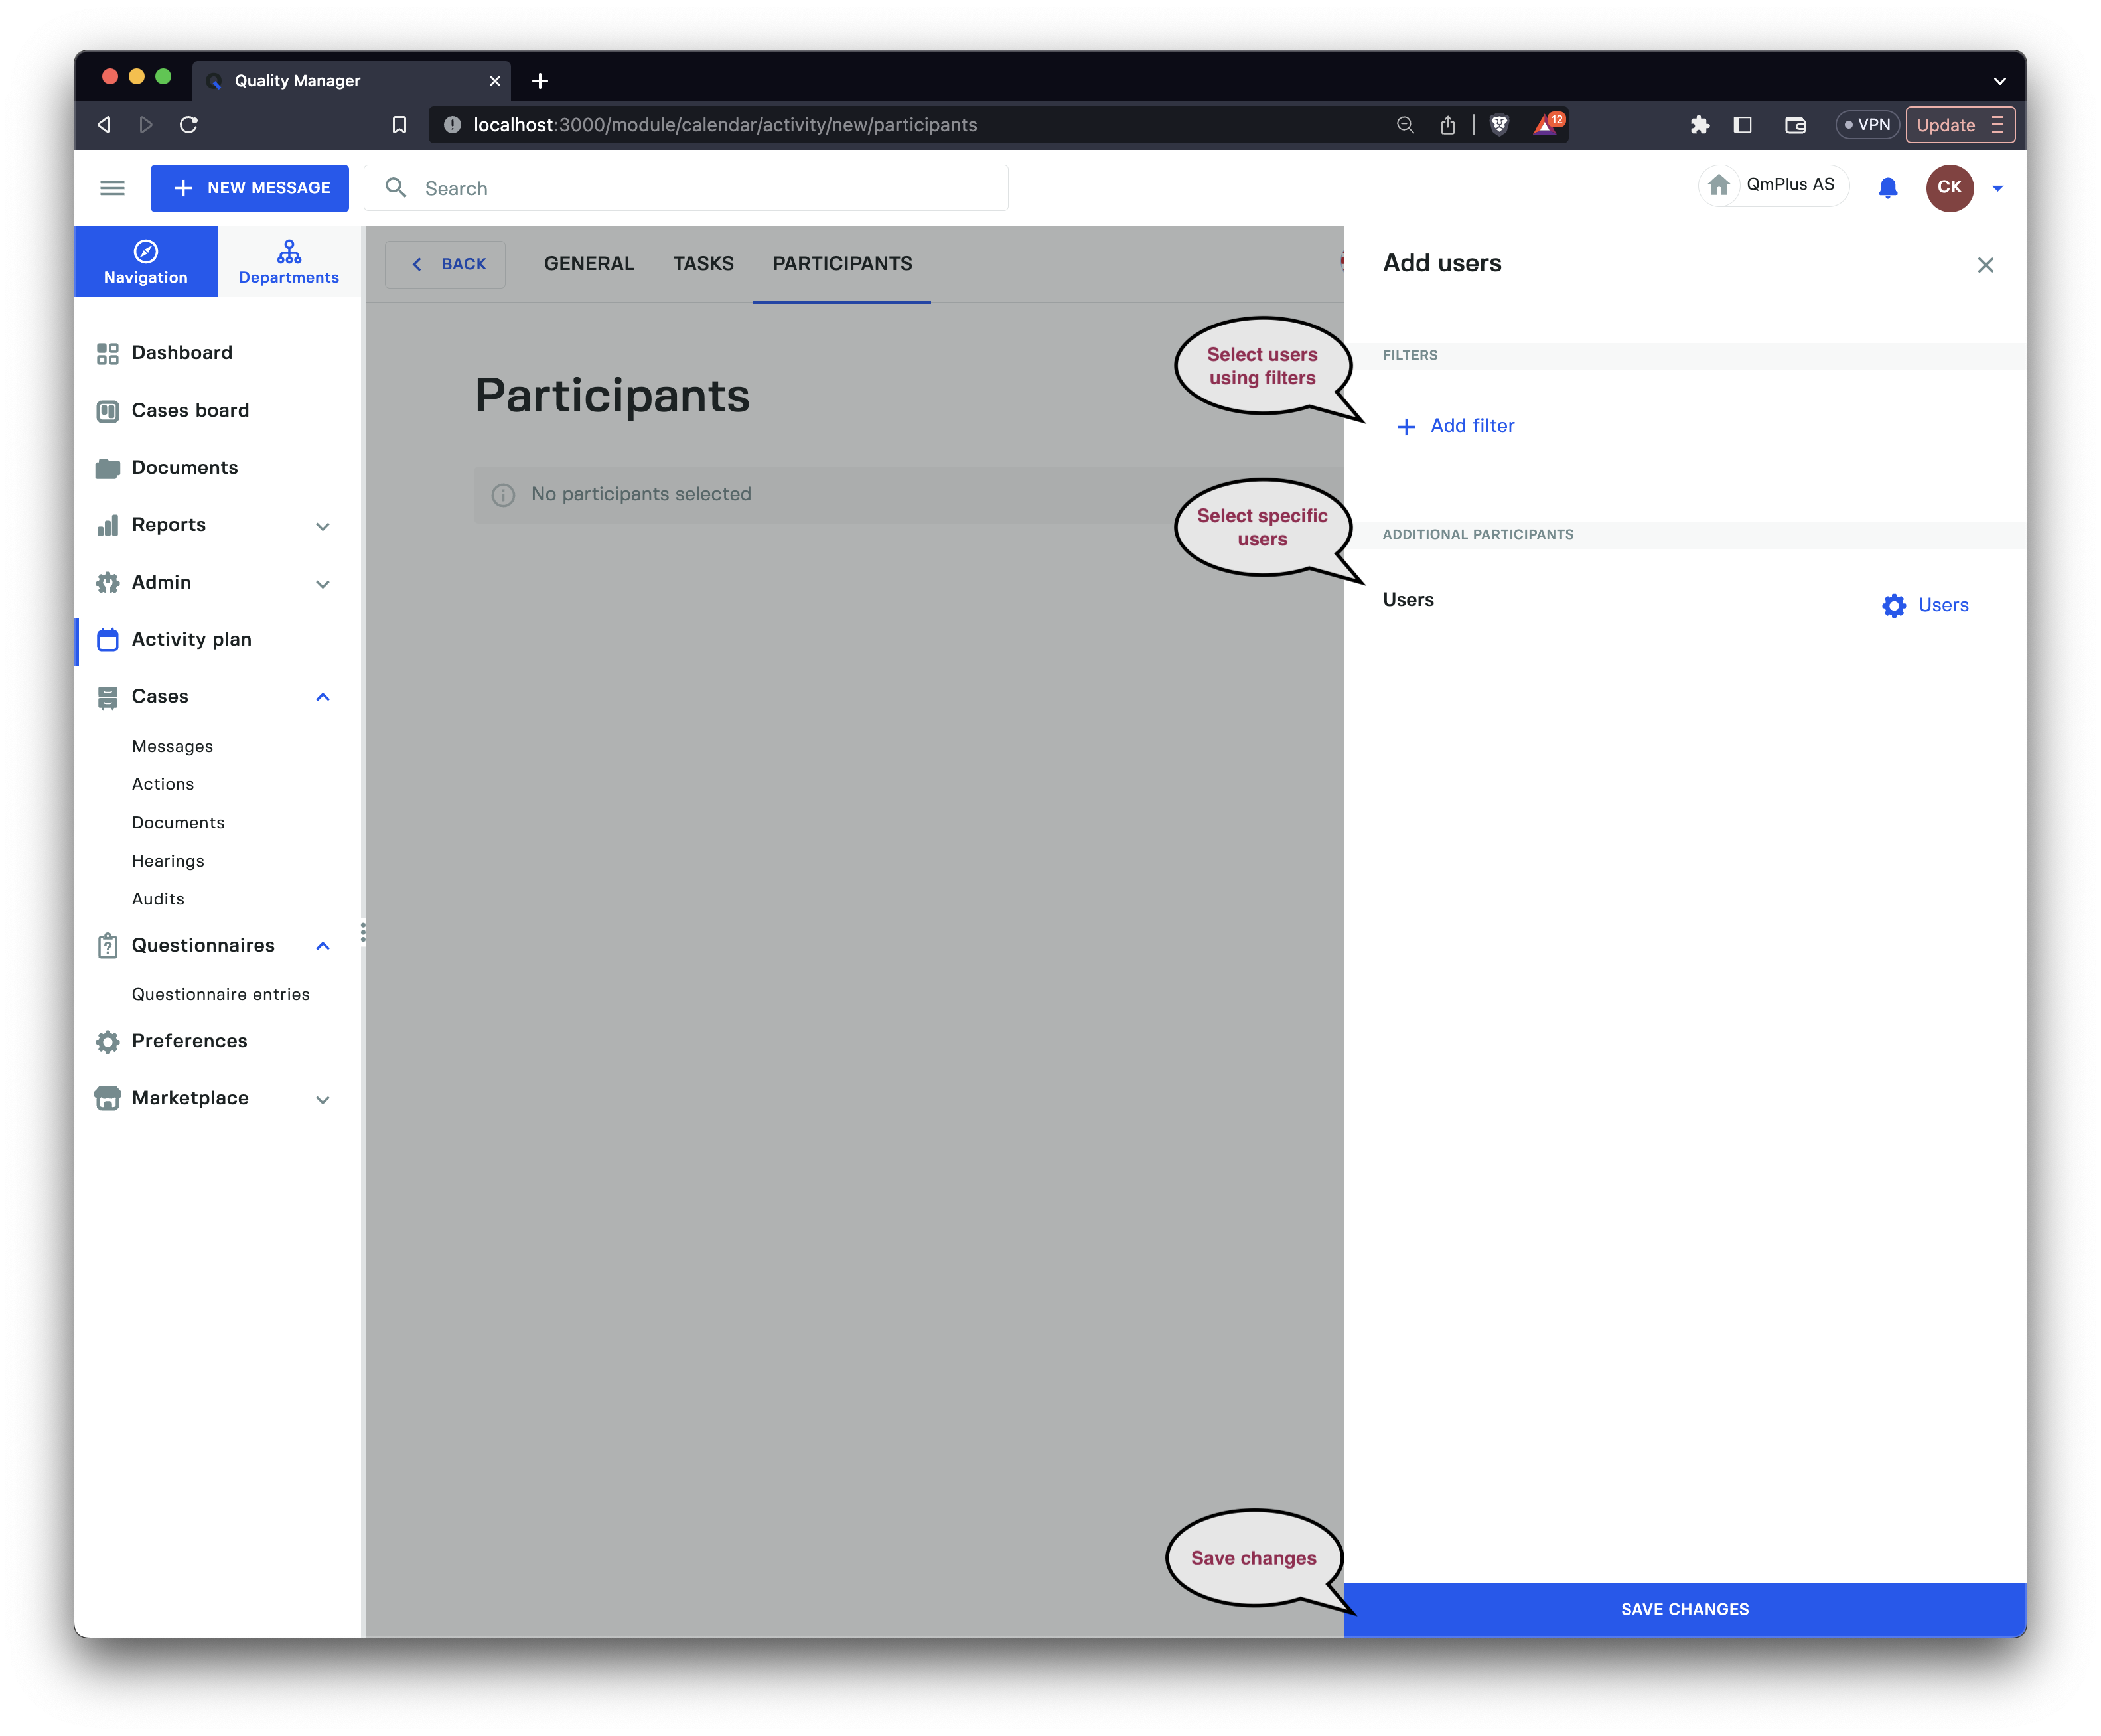 Quality Manager
localhost:3000/module/calendar/activity/new/participants
12
VPN
Update
NEW MESSAGE
Search
QmPlus AS
CK
Navigation
Departments
BACK
GENERAL
TASKS
PARTICIPANTS
Add users
Dashboard
Cases board
Documents
Reports
Admin
Activity plan
Cases
Messages
Actions
Documents
Hearings
Audits
Questionnaires
Questionnaire entries
Preferences
Marketplace
Participants
No participants selected
Select users
using filters
FILTERS
Add filter
Select specific
users
ADDITIONAL PARTICIPANTS
Users
Users
Save changes
SAVE CHANGES